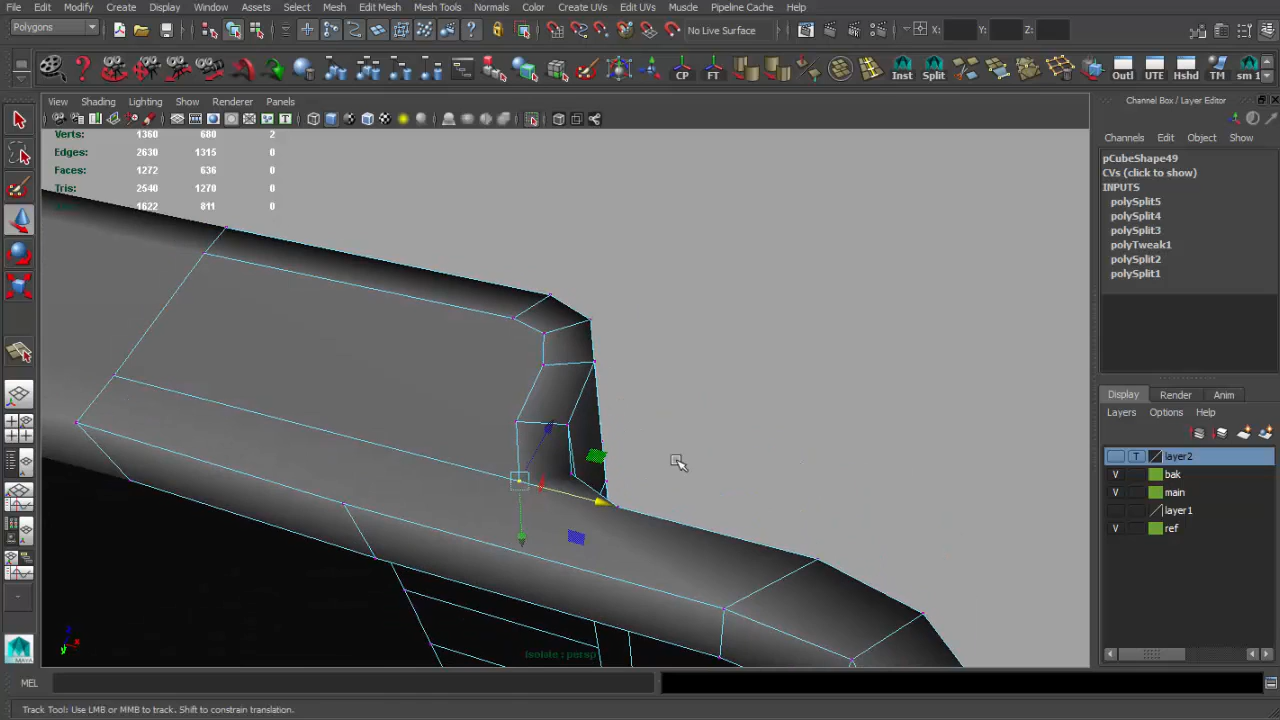 File Edit Modify Create Display Window Assets Select Mesh Edit Mesh Mesh Tools Normals Color Create UVs Edit UVs Muscle Pipeline Cache Help
Polygons No Live Surface X: Y: Z:
CP FT Inst Split Outl UTE Hshd TM sm 1
View Shading Lighting Show Renderer Panels
Channel Box / Layer Editor
Channels Edit Object Show
Verts: 1360 680 2
Edges: 2630 1315 0
Faces: 1272 636 0
Tris: 2540 1270 0
1622 811 0
pCubeShape49
CVs (click to show)
INPUTS
polySplit5
polySplit4
polySplit3
polyTweak1
polySplit2
polySplit1
Display Render Anim
Layers Options Help
T layer2
V bak
V main
layer1
V ref
Isolate : persp
MAYA
MEL
Track Tool: Use LMB or MMB to track. Shift to constrain translation.